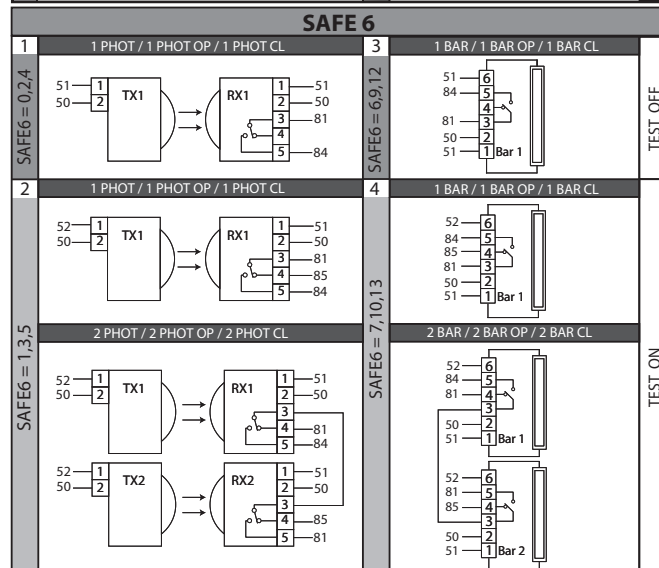 SAFE 6
1
1 PHOT / 1 PHOT OP / 1 PHOT CL
SAFE6 = 0,2,4
51 1 TX1 RX1 1 51
50 2 2 50
3 81
4
5 84
3
1 BAR / 1 BAR OP / 1 BAR CL
SAFE6 = 6,9,12
51 6
84 5
4
81 3
50 2
51 1 Bar 1
TEST OFF
2
1 PHOT / 1 PHOT OP / 1 PHOT CL
SAFE6 = 1,3,5
52 1 TX1 RX1 1 51
50 2 2 50
3 81
4 85
5 84
2 PHOT / 2 PHOT OP / 2 PHOT CL
52 1 TX1 RX1 1 51
50 2 2 50
3
4 81
5 84
52 1 TX2 RX2 1 51
50 2 2 50
3
4 85
5 81
4
1 BAR / 1 BAR OP / 1 BAR CL
SAFE6 = 7,10,13
52 6
84 5
85 4
81 3
50 2
51 1 Bar 1
2 BAR / 2 BAR OP / 2 BAR CL
52 6
84 5
81 4
3
50 2
51 1 Bar 1
52 6
81 5
85 4
3
50 2
51 1 Bar 2
TEST ON